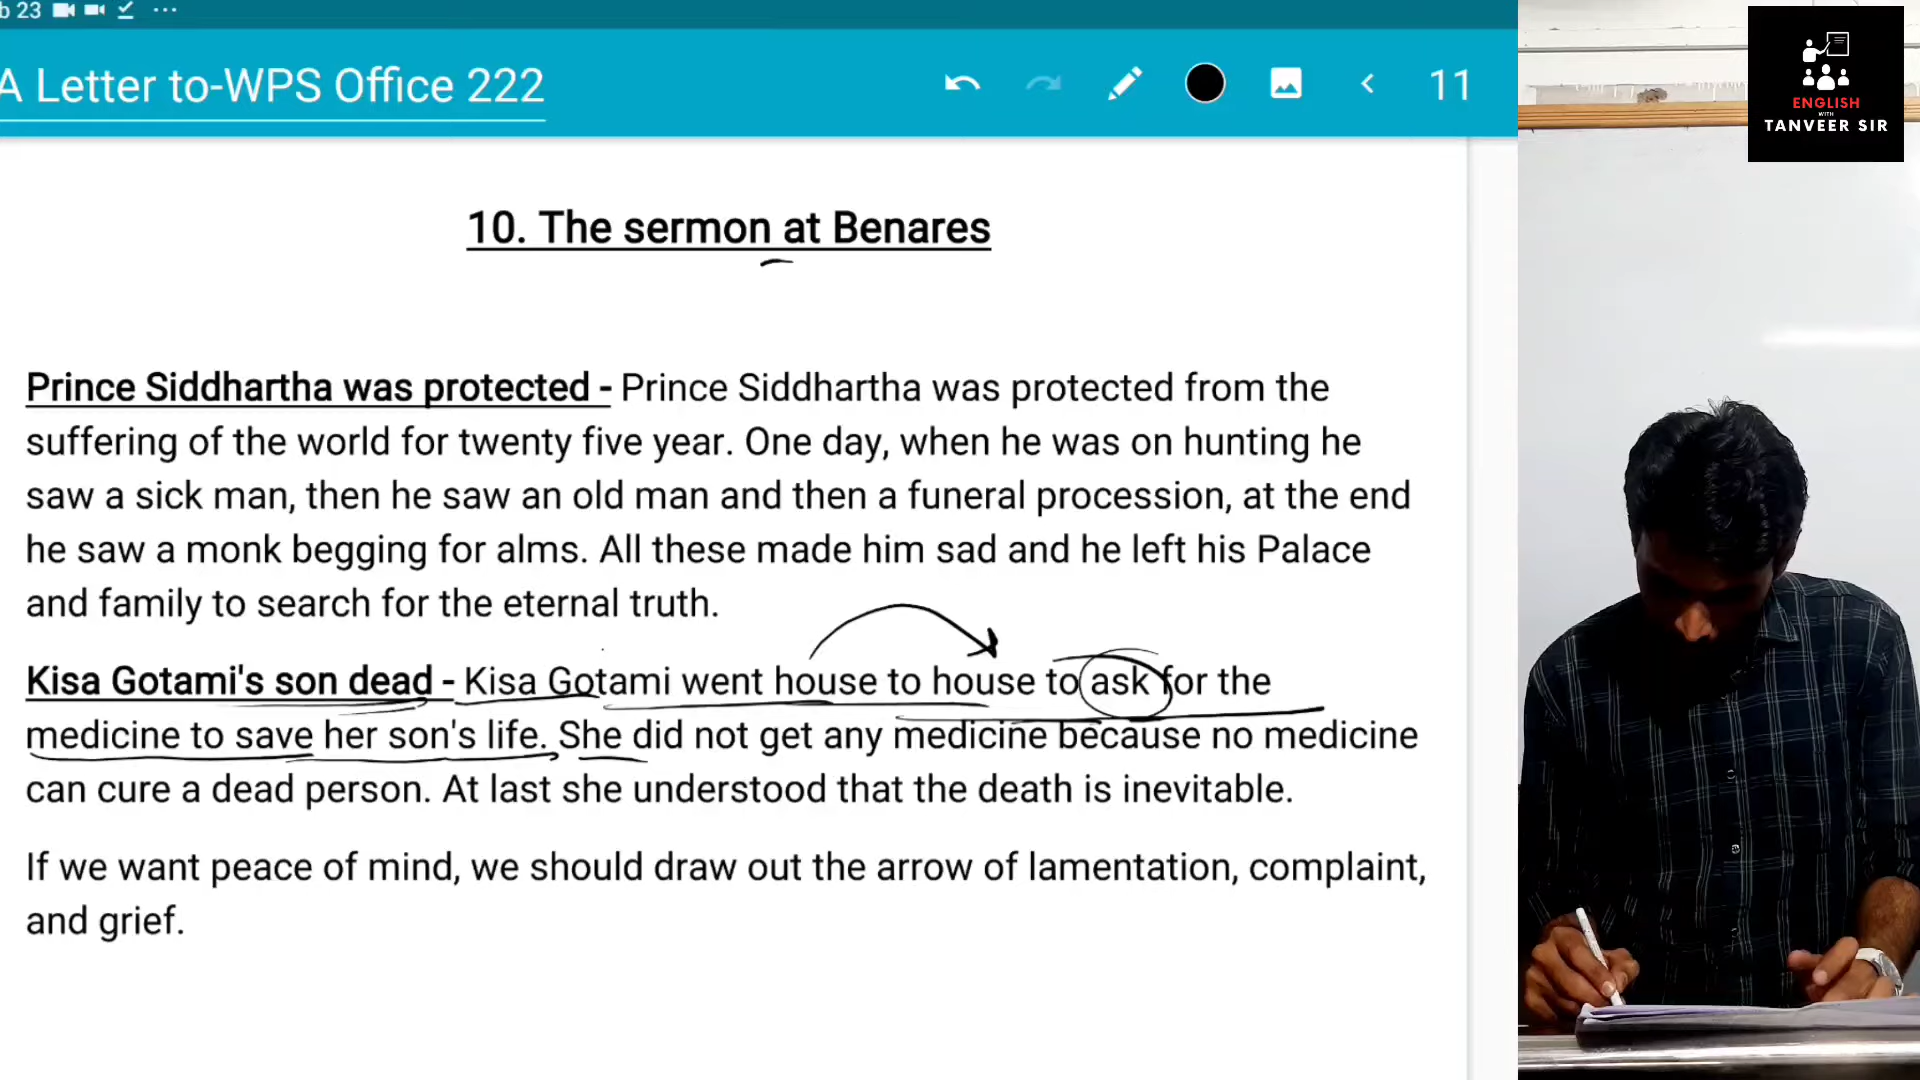 b 23
A Letter to-WPS Office 222
11
ENGLISH
WITH
TANVEER SIR
10. The sermon at Benares
Prince Siddhartha was protected - Prince Siddhartha was protected from the
suffering of the world for twenty five year. One day, when he was on hunting he
saw a sick man, then he saw an old man and then a funeral procession, at the end
he saw a monk begging for alms. All these made him sad and he left his Palace
and family to search for the eternal truth.
Kisa Gotami's son dead - Kisa Gotami went house to house to ask for the
medicine to save her son's life. She did not get any medicine because no medicine
can cure a dead person. At last she understood that the death is inevitable.
If we want peace of mind, we should draw out the arrow of lamentation, complaint,
and grief.